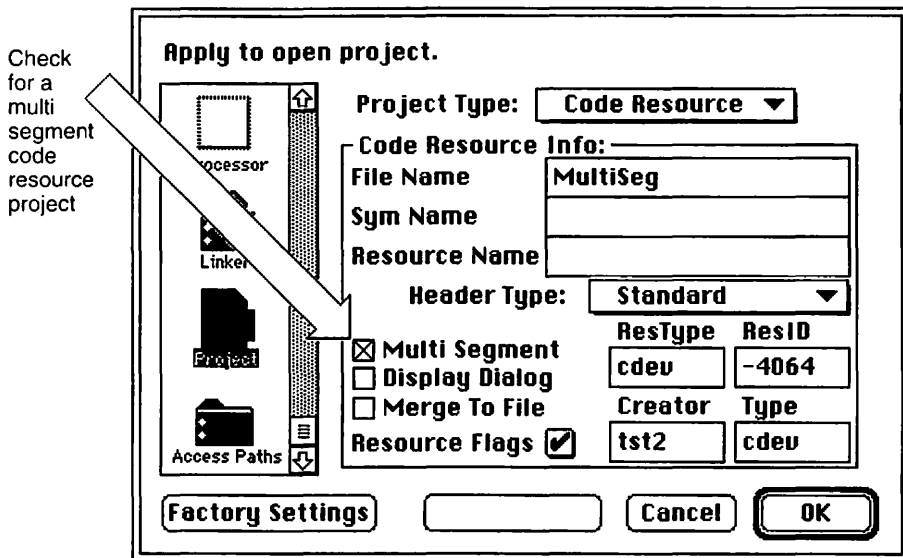 Check
for a
multi
segment
code
resource
project
Apply to open project.
Processor
Linker
Project
Access Paths
Project Type: Code Resource
Code Resource Info:
File Name MultiSeg
Sym Name
Resource Name
Header Type: Standard
ResType ResID
Multi Segment
cdev -4064
Display Dialog
Merge To File
Creator Type
Resource Flags
tst2 cdev
Factory Settings
Cancel
OK